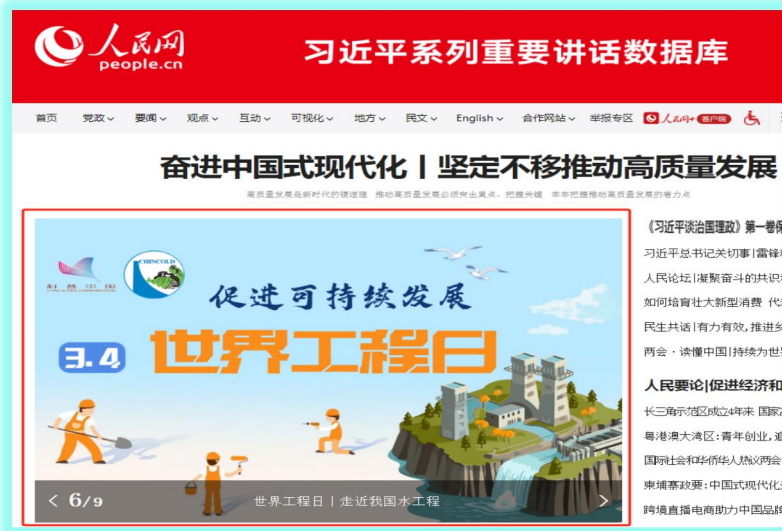 人民网
people.cn
习近平系列重要讲话数据库
首页 党政 要闻 观点 互动 可视化 地方 民文 English 合作网站 举报专区 人民网+ 客户端
奋进中国式现代化丨坚定不移推动高质量发展
高质量发展是新时代的硬道理 推动高质量发展必须突出重点、把握关键 牢牢把握推动高质量发展的着力点
科普中国
CHINCOLD
促进可持续发展
3.4 世界工程日
6/9
世界工程日丨走近我国水工程
《习近平谈治国理政》第一卷
习近平总书记关切事|雷锋
人民论坛|凝聚奋斗的共识
如何培育壮大新型消费
民生共话|有力有效,推进
两会·读懂中国|持续为世
人民要论|促进经济和
长三角示范区成立4年来 国家
粤港澳大湾区:青年创业,追
国际社会和华侨华人热议两会
柬埔寨政要:中国式现代化
跨境直播电商助力中国品牌